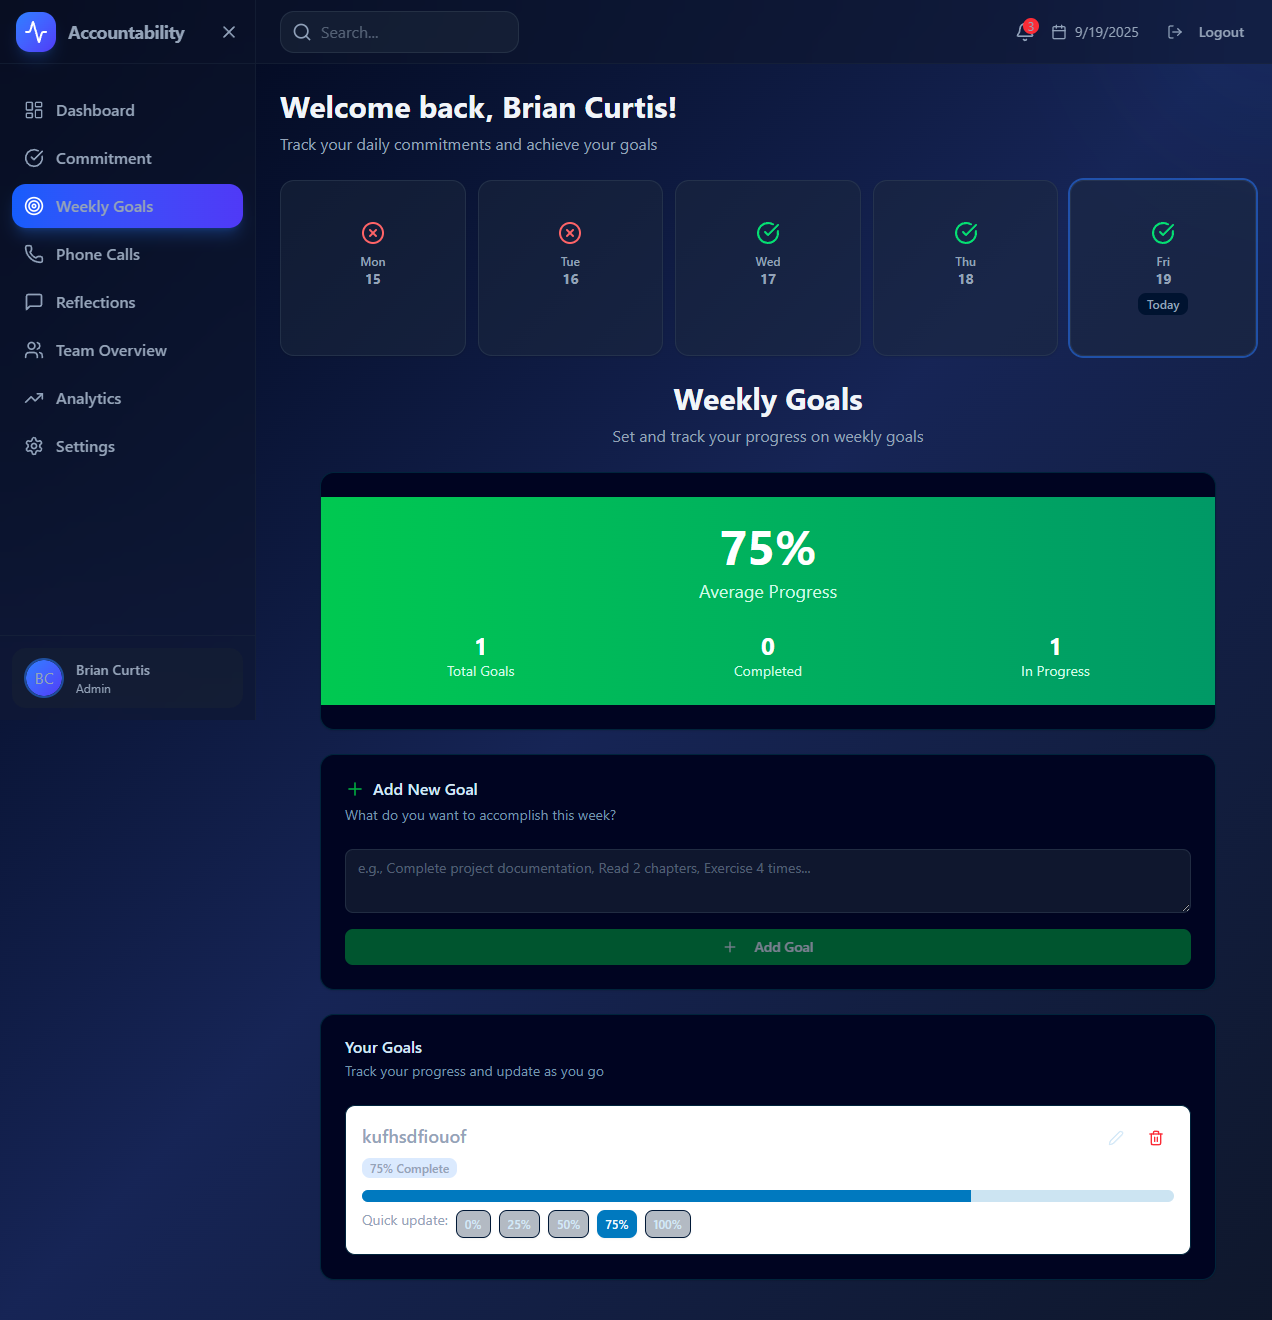 Accountability
Search...
3
9/19/2025
Logout
Dashboard
Commitment
Weekly Goals
Phone Calls
Reflections
Team Overview
Analytics
Settings
BC
Brian Curtis
Admin
Welcome back, Brian Curtis!
Track your daily commitments and achieve your goals
Mon
15
Tue
16
Wed
17
Thu
18
Fri
19
Today
Weekly Goals
Set and track your progress on weekly goals
75%
Average Progress
1
Total Goals
0
Completed
1
In Progress
Add New Goal
What do you want to accomplish this week?
e.g., Complete project documentation, Read 2 chapters, Exercise 4 times...
Add Goal
Your Goals
Track your progress and update as you go
kufhsdfiouof
75% Complete
Quick update: 0% 25% 50% 75% 100%